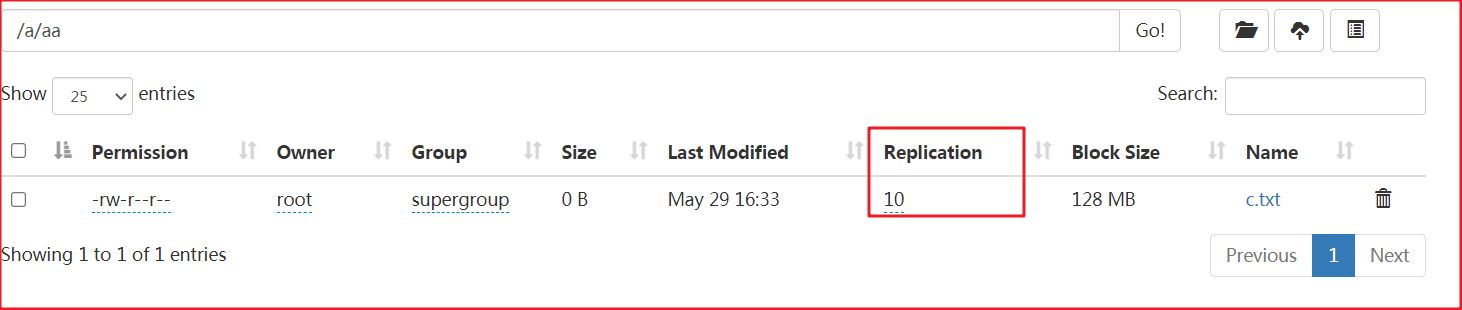 /a/aa Go!
Show 25 entries Search:
Permission Owner Group Size Last Modified Replication Block Size Name
-rw-r--r-- root supergroup 0 B May 29 16:33 10 128 MB c.txt
Showing 1 to 1 of 1 entries Previous 1 Next